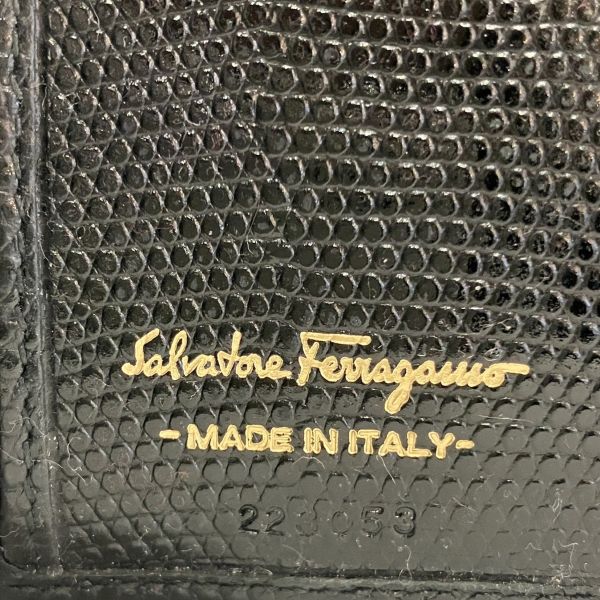 Salvatore Ferragamo
- MADE IN ITALY -
223053